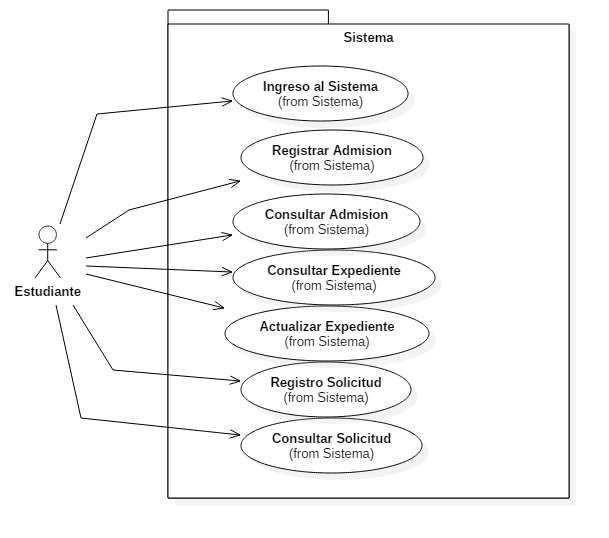 Sistema
Ingreso al Sistema
(from Sistema)
Registrar Admision
(from Sistema)
Consultar Admision
(from Sistema)
Consultar Expediente
(from Sistema)
Estudiante
Actualizar Expediente
(from Sistema)
Registro Solicitud
(from Sistema)
Consultar Solicitud
(from Sistema)